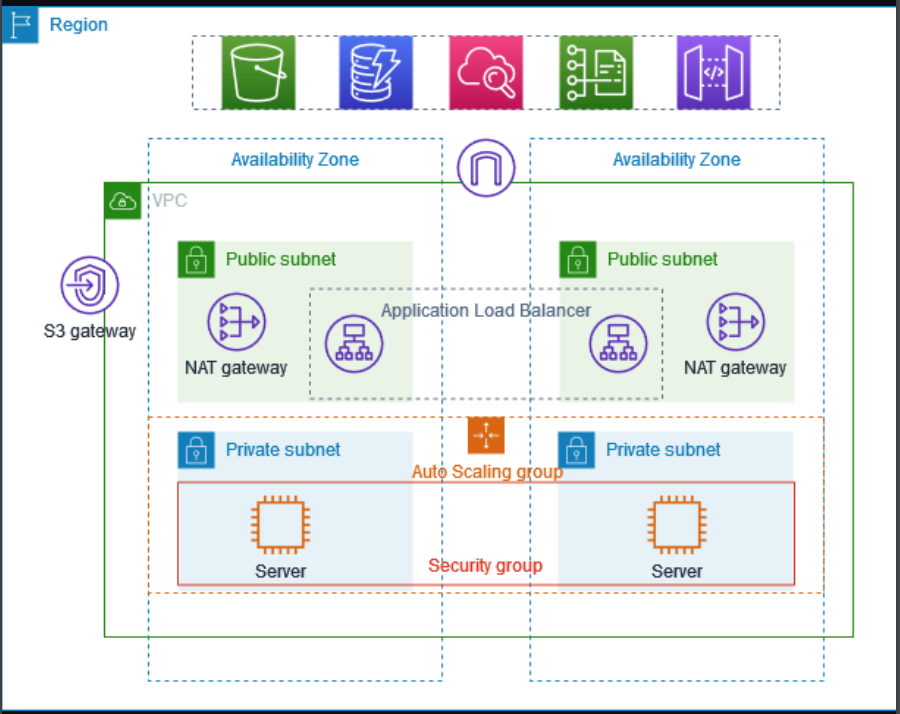 Region
Availability Zone
Availability Zone
VPC
Public subnet
Public subnet
Application Load Balancer
S3 gateway
NAT gateway
NAT gateway
Private subnet
Private subnet
Auto Scaling group
Security group
Server
Server